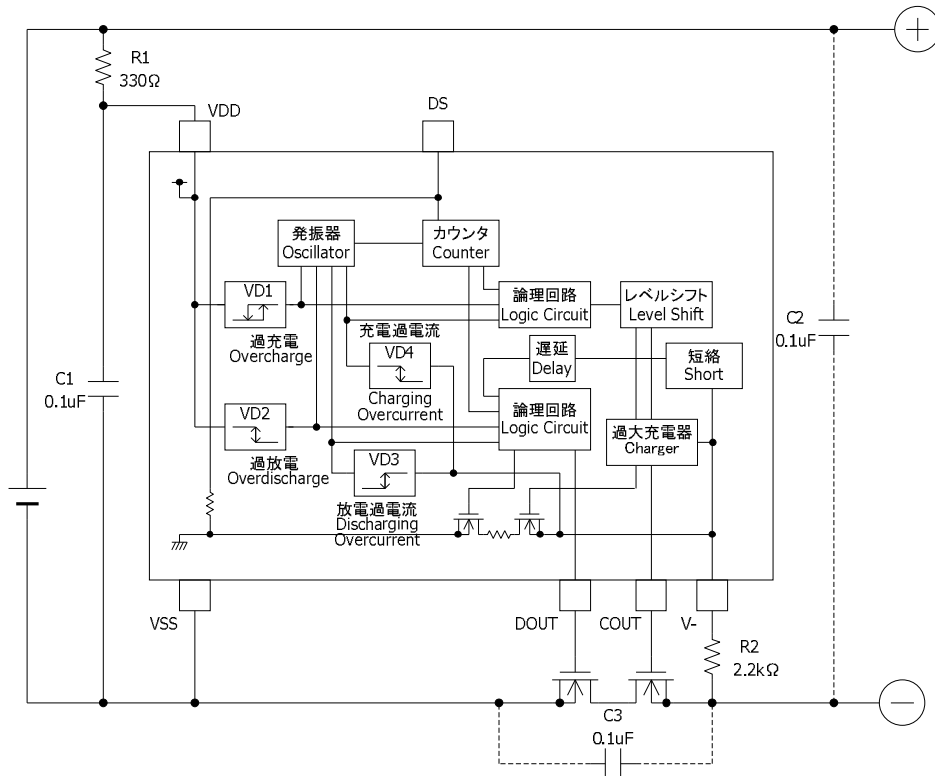 R1
330Ω
VDD
DS
発振器
Oscillator
カウンタ
Counter
VD1
過充電
Overcharge
充電過電流
VD4
Charging
Overcurrent
論理回路
Logic Circuit
レベルシフト
Level Shift
遅延
Delay
短絡
Short
C2
0.1uF
C1
0.1uF
VD2
過放電
Overdischarge
論理回路
Logic Circuit
過大充電器
Charger
VD3
放電過電流
Discharging
Overcurrent
VSS
DOUT
COUT
V-
R2
2.2kΩ
C3
0.1uF